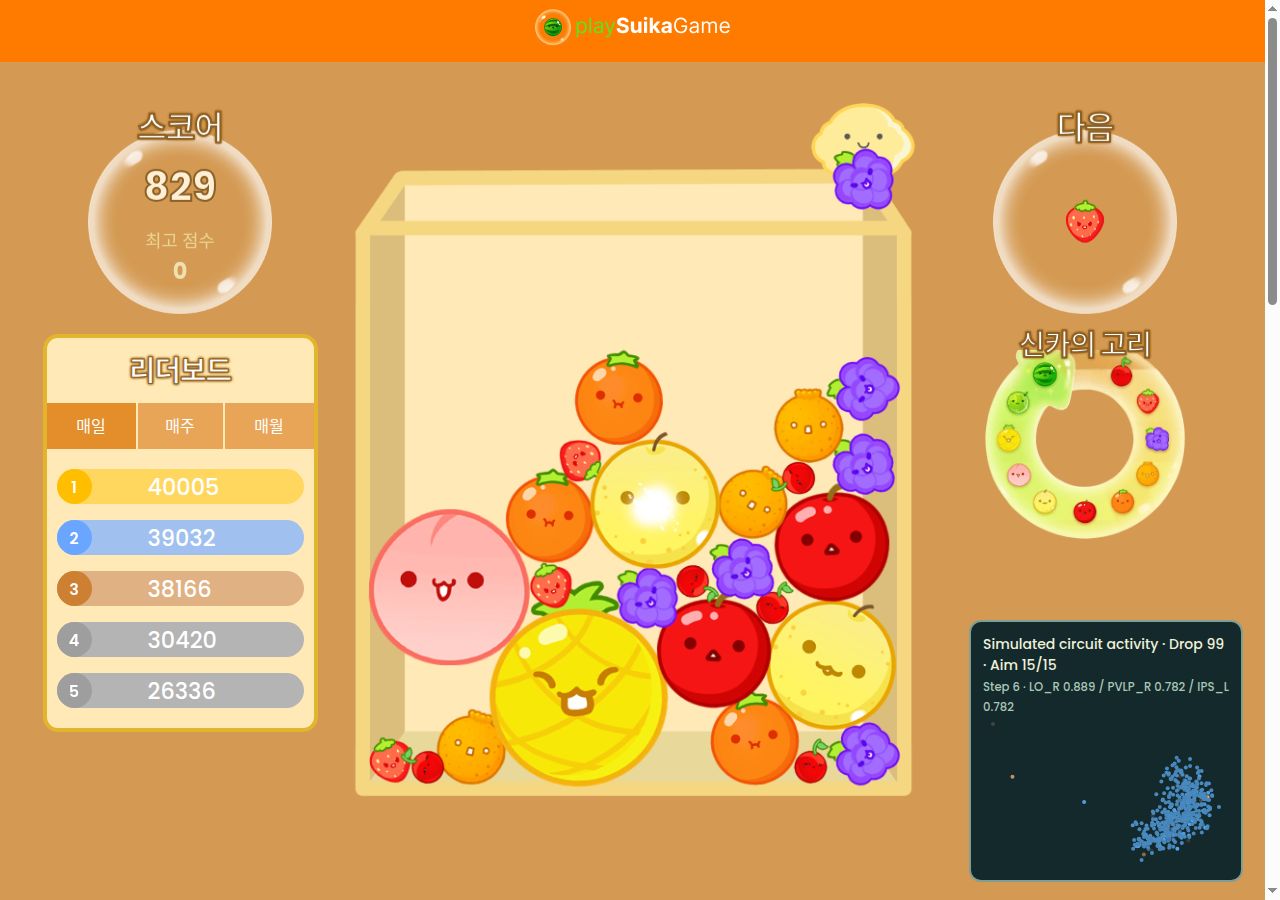 playSuikaGame
스코어
829
최고 점수
0
리더보드
매일 매주 매월
1 40005
2 39032
3 38166
4 30420
5 26336
다음
신카의 고리
Simulated circuit activity · Drop 99
· Aim 15/15
Step 6 · LO_R 0.889 / PVLP_R 0.782 / IPS_L
0.782